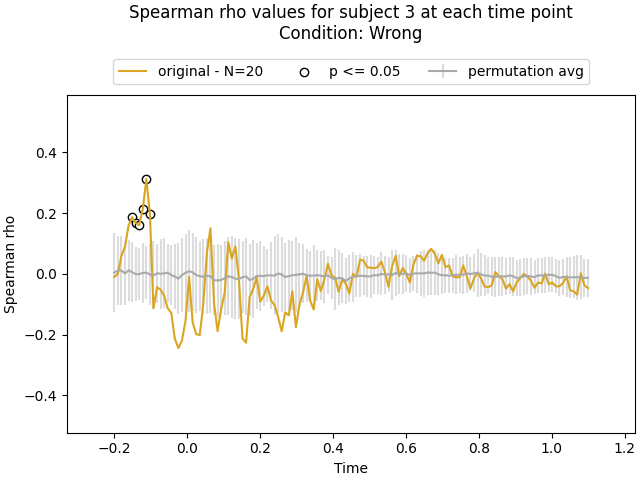 Spearman rho values for subject 3 at each time point
Condition: Wrong
original - N=20
p <= 0.05
permutation avg
Spearman rho
0.4
0.2
0.0
−0.2
−0.4
−0.2
0.0
0.2
0.4
0.6
0.8
1.0
1.2
Time